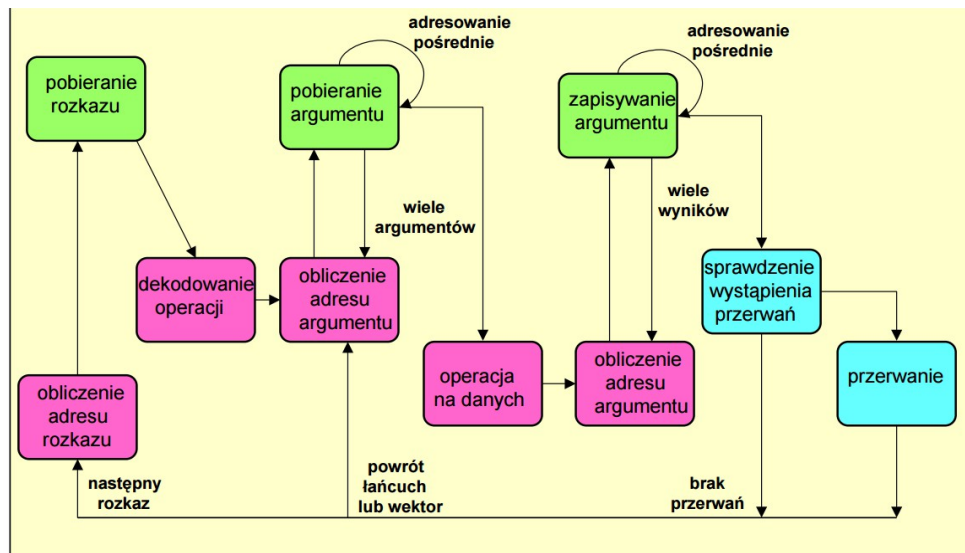 adresowanie
pośrednie
adresowanie
pośrednie
pobieranie
rozkazu
pobieranie
argumentu
zapisywanie
argumentu
wiele
argumentów
wiele
wyników
dekodowanie
operacji
obliczenie
adresu
argumentu
sprawdzenie
wystąpienia
przerwań
obliczenie
adresu
rozkazu
operacja
na danych
obliczenie
adresu
argumentu
przerwanie
następny
rozkaz
powrót
łańcuch
lub wektor
brak
przerwań